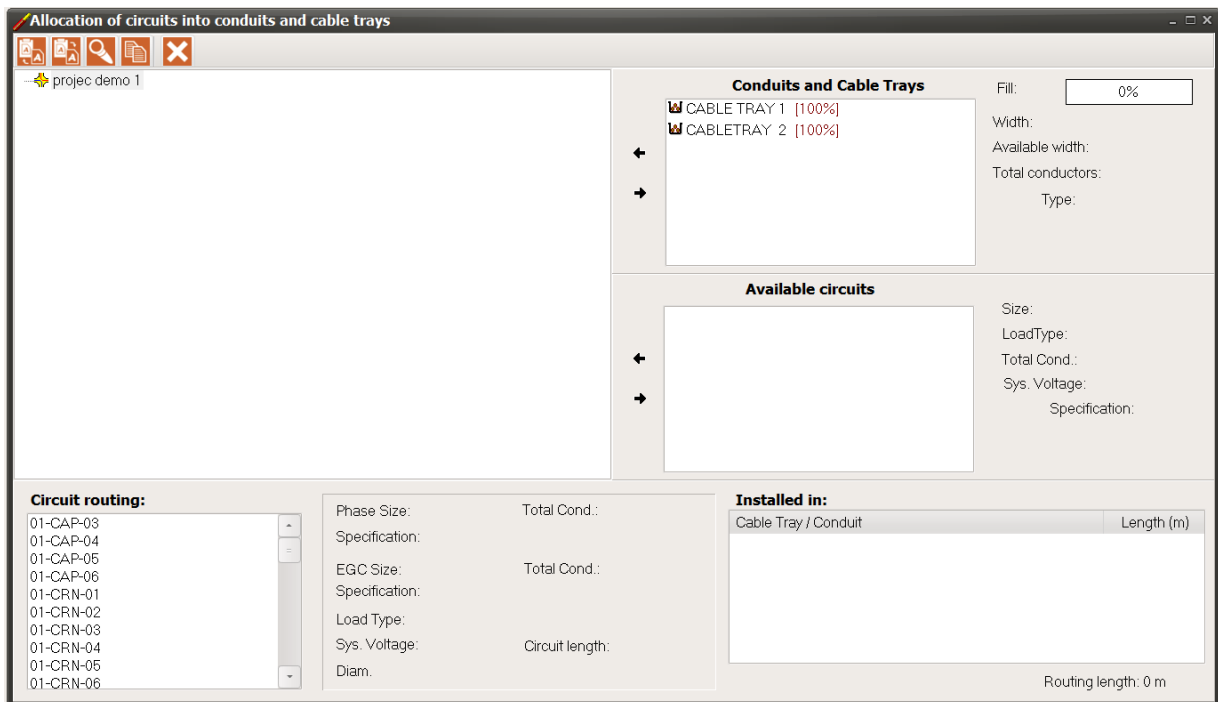 Allocation of circuits into conduits and cable trays
projec demo 1
Conduits and Cable Trays
CABLE TRAY 1 [100%]
CABLETRAY 2 [100%]
Fill:
0%
Width:
Available width:
Total conductors:
Type:
Available circuits
Size:
LoadType:
Total Cond.:
Sys. Voltage:
Specification:
Circuit routing:
01-CAP-03
01-CAP-04
01-CAP-05
01-CAP-06
01-CRN-01
01-CRN-02
01-CRN-03
01-CRN-04
01-CRN-05
01-CRN-06
Phase Size: Total Cond.:
Specification:
EGC Size: Total Cond.:
Specification:
Load Type:
Sys. Voltage: Circuit length:
Diam.
Installed in:
Cable Tray / Conduit Length (m)
Routing length: 0 m